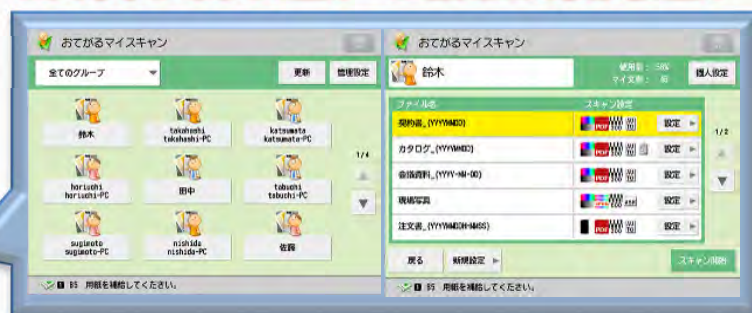 おてがるマイスキャン
全てのグループ
更新
管理設定
鈴木
takahashi
takahashi-PC
katsumata
katsumata-PC
horiuchi
horiuchi-PC
田中
tabuchi
tabuchi-PC
sugimoto
sugimoto-PC
nishida
nishida-PC
佐藤
1/4
B5 用紙を補給してください。
おてがるマイスキャン
鈴木
個人設定
ファイル名
スキャン設定
契約書_(YYYYMMDD)
設定
カタログ_(YYYYMMDD)
設定
会議資料_(YYYY-MM-DD)
設定
現場写真
設定
注文書_(YYYYMMDDHHMMSS)
設定
1/2
戻る
新規設定
スキャン開始
B5 用紙を補給してください。